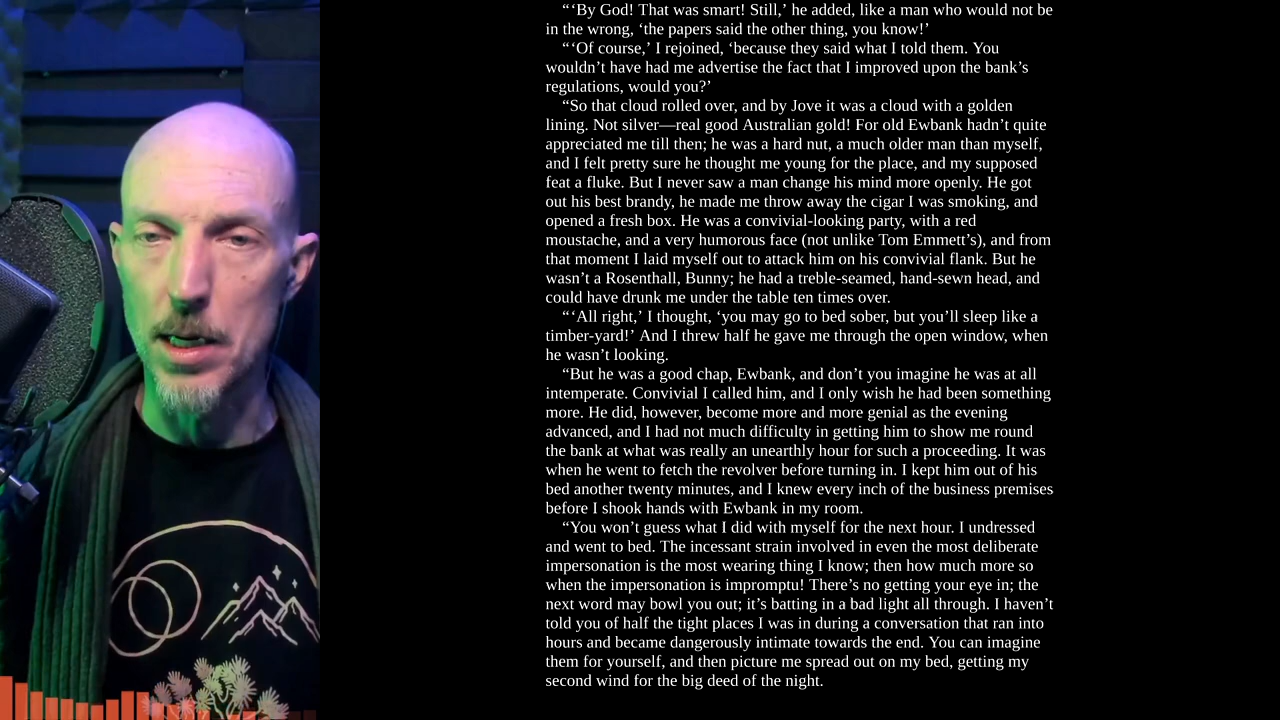 “‘By God! That was smart! Still,’ he added, like a man who would not be
in the wrong, ‘the papers said the other thing, you know!’
“‘Of course,’ I rejoined, ‘because they said what I told them. You
wouldn’t have had me advertise the fact that I improved upon the bank’s
regulations, would you?’
“So that cloud rolled over, and by Jove it was a cloud with a golden
lining. Not silver—real good Australian gold! For old Ewbank hadn’t quite
appreciated me till then; he was a hard nut, a much older man than myself,
and I felt pretty sure he thought me young for the place, and my supposed
feat a fluke. But I never saw a man change his mind more openly. He got
out his best brandy, he made me throw away the cigar I was smoking, and
opened a fresh box. He was a convivial-looking party, with a red
moustache, and a very humorous face (not unlike Tom Emmett’s), and from
that moment I laid myself out to attack him on his convivial flank. But he
wasn’t a Rosenthall, Bunny; he had a treble-seamed, hand-sewn head, and
could have drunk me under the table ten times over.
“‘All right,’ I thought, ‘you may go to bed sober, but you’ll sleep like a
timber-yard!’ And I threw half he gave me through the open window, when
he wasn’t looking.
“But he was a good chap, Ewbank, and don’t you imagine he was at all
intemperate. Convivial I called him, and I only wish he had been something
more. He did, however, become more and more genial as the evening
advanced, and I had not much difficulty in getting him to show me round
the bank at what was really an unearthly hour for such a proceeding. It was
when he went to fetch the revolver before turning in. I kept him out of his
bed another twenty minutes, and I knew every inch of the business premises
before I shook hands with Ewbank in my room.
“You won’t guess what I did with myself for the next hour. I undressed
and went to bed. The incessant strain involved in even the most deliberate
impersonation is the most wearing thing I know; then how much more so
when the impersonation is impromptu! There’s no getting your eye in; the
next word may bowl you out; it’s batting in a bad light all through. I haven’t
told you of half the tight places I was in during a conversation that ran into
hours and became dangerously intimate towards the end. You can imagine
them for yourself, and then picture me spread out on my bed, getting my
second wind for the big deed of the night.